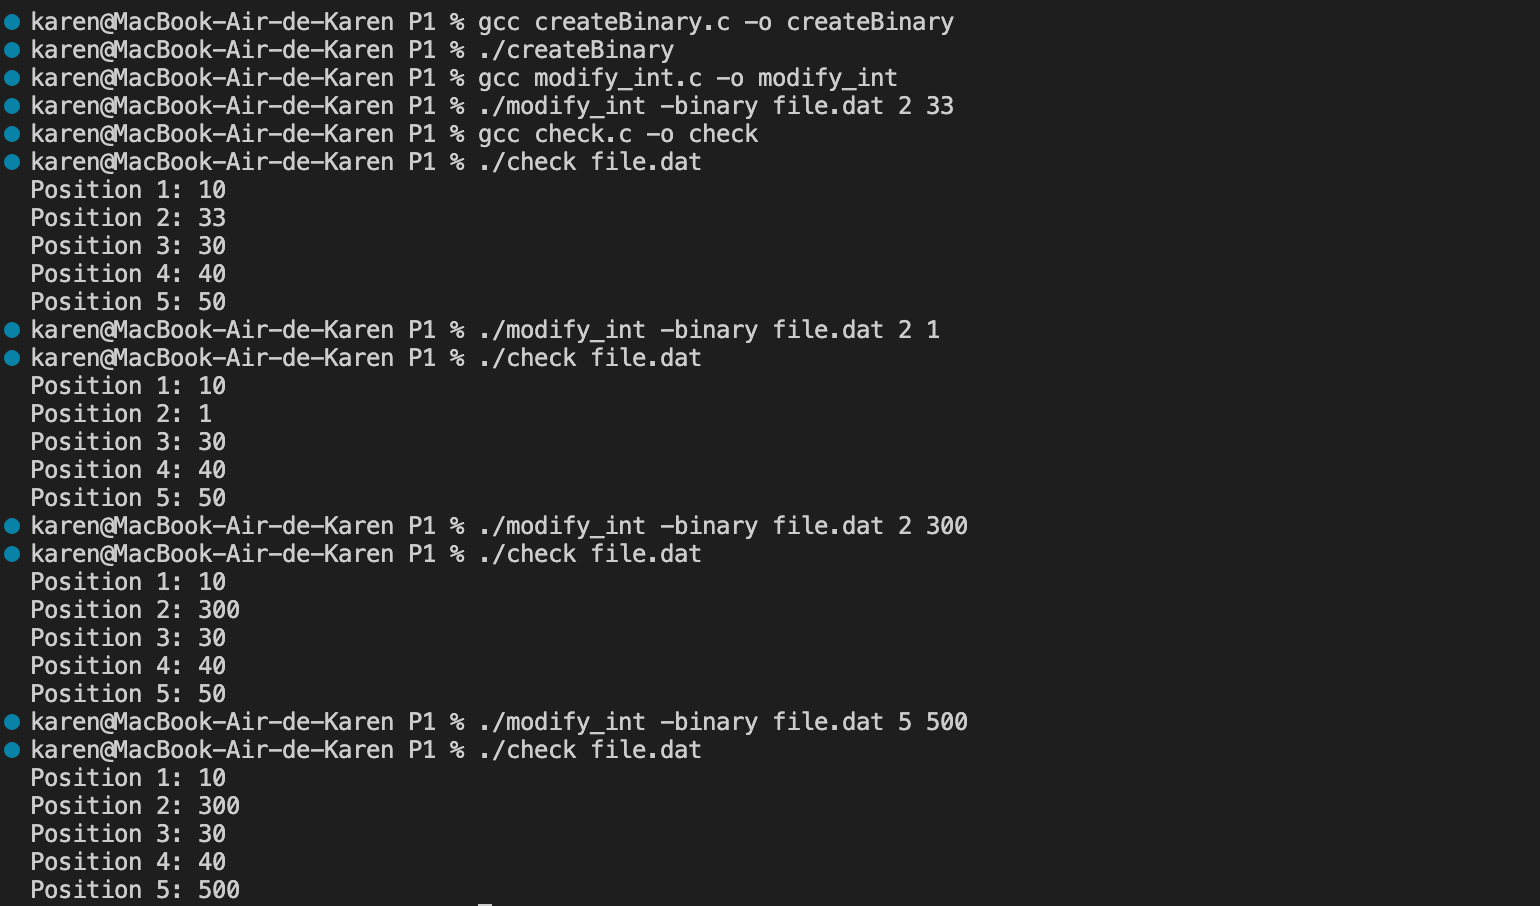 karen@MacBook-Air-de-Karen P1 % gcc createBinary.c -o createBinary
karen@MacBook-Air-de-Karen P1 % ./createBinary
karen@MacBook-Air-de-Karen P1 % gcc modify_int.c -o modify_int
karen@MacBook-Air-de-Karen P1 % ./modify_int -binary file.dat 2 33
karen@MacBook-Air-de-Karen P1 % gcc check.c -o check
karen@MacBook-Air-de-Karen P1 % ./check file.dat
Position 1: 10
Position 2: 33
Position 3: 30
Position 4: 40
Position 5: 50
karen@MacBook-Air-de-Karen P1 % ./modify_int -binary file.dat 2 1
karen@MacBook-Air-de-Karen P1 % ./check file.dat
Position 1: 10
Position 2: 1
Position 3: 30
Position 4: 40
Position 5: 50
karen@MacBook-Air-de-Karen P1 % ./modify_int -binary file.dat 2 300
karen@MacBook-Air-de-Karen P1 % ./check file.dat
Position 1: 10
Position 2: 300
Position 3: 30
Position 4: 40
Position 5: 50
karen@MacBook-Air-de-Karen P1 % ./modify_int -binary file.dat 5 500
karen@MacBook-Air-de-Karen P1 % ./check file.dat
Position 1: 10
Position 2: 300
Position 3: 30
Position 4: 40
Position 5: 500